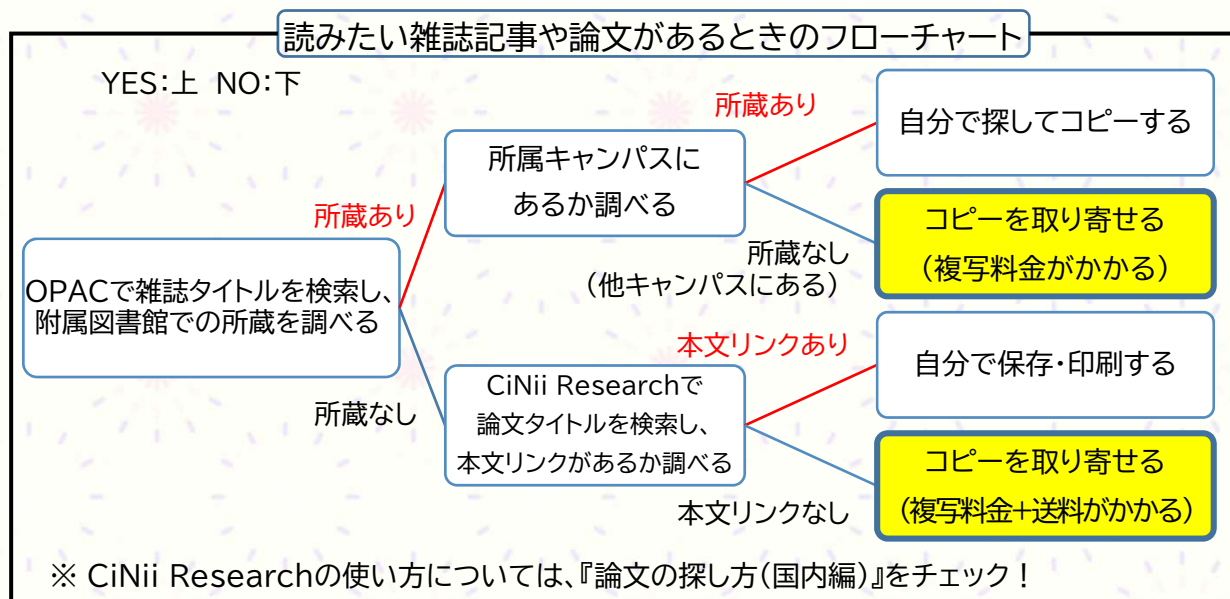 読みたい雑誌記事や論文があるときのフローチャート
YES:上 NO:下
OPACで雑誌タイトルを検索し、
附属図書館での所蔵を調べる
所蔵あり
所属キャンパスに
あるか調べる
所蔵あり
自分で探してコピーする
所蔵なし
（他キャンパスにある）
コピーを取り寄せる
（複写料金がかかる）
所蔵なし
CiNii Researchで
論文タイトルを検索し、
本文リンクがあるか調べる
本文リンクあり
自分で保存・印刷する
本文リンクなし
コピーを取り寄せる
（複写料金+送料がかかる）
※ CiNii Researchの使い方については、『論文の探し方(国内編)』をチェック！